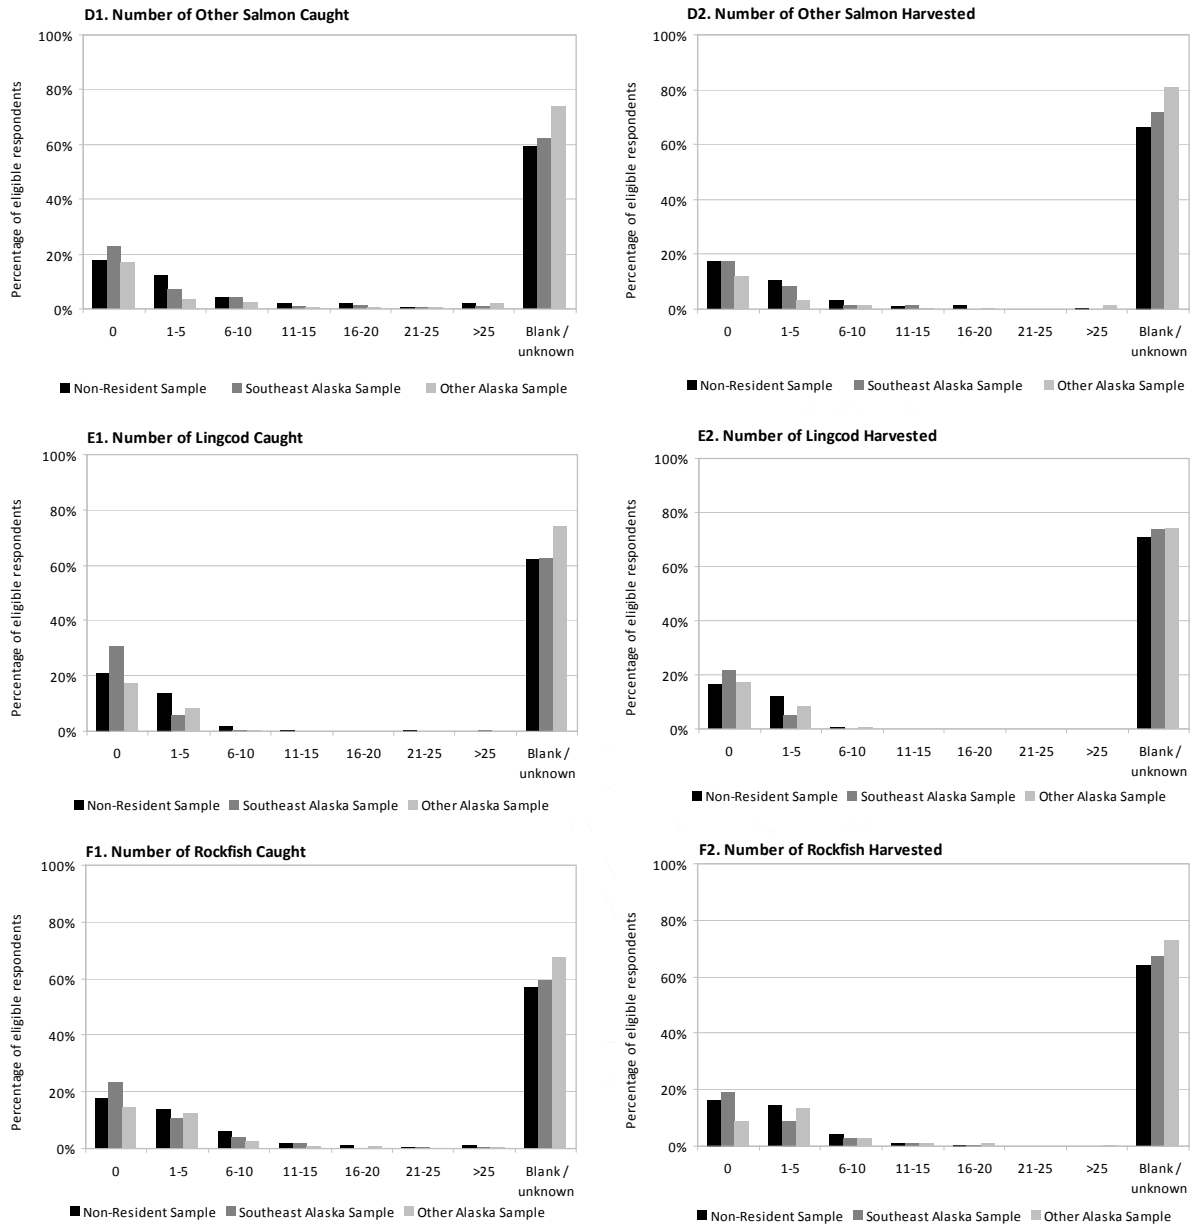 D1. Number of Other Salmon Caught
Percentage of eligible respondents
100%
80%
60%
40%
20%
0%
0 1-5 6-10 11-15 16-20 21-25 >25 Blank /
unknown
Non-Resident Sample Southeast Alaska Sample Other Alaska Sample
D2. Number of Other Salmon Harvested
Percentage of eligible respondents
100%
80%
60%
40%
20%
0%
0 1-5 6-10 11-15 16-20 21-25 >25 Blank /
unknown
Non-Resident Sample Southeast Alaska Sample Other Alaska Sample
E1. Number of Lingcod Caught
Percentage of eligible respondents
100%
80%
60%
40%
20%
0%
0 1-5 6-10 11-15 16-20 21-25 >25 Blank /
unknown
Non-Resident Sample Southeast Alaska Sample Other Alaska Sample
E2. Number of Lingcod Harvested
Percentage of eligible respondents
100%
80%
60%
40%
20%
0%
0 1-5 6-10 11-15 16-20 21-25 >25 Blank /
unknown
Non-Resident Sample Southeast Alaska Sample Other Alaska Sample
F1. Number of Rockfish Caught
Percentage of eligible respondents
100%
80%
60%
40%
20%
0%
0 1-5 6-10 11-15 16-20 21-25 >25 Blank /
unknown
Non-Resident Sample Southeast Alaska Sample Other Alaska Sample
F2. Number of Rockfish Harvested
Percentage of eligible respondents
100%
80%
60%
40%
20%
0%
0 1-5 6-10 11-15 16-20 21-25 >25 Blank /
unknown
Non-Resident Sample Southeast Alaska Sample Other Alaska Sample